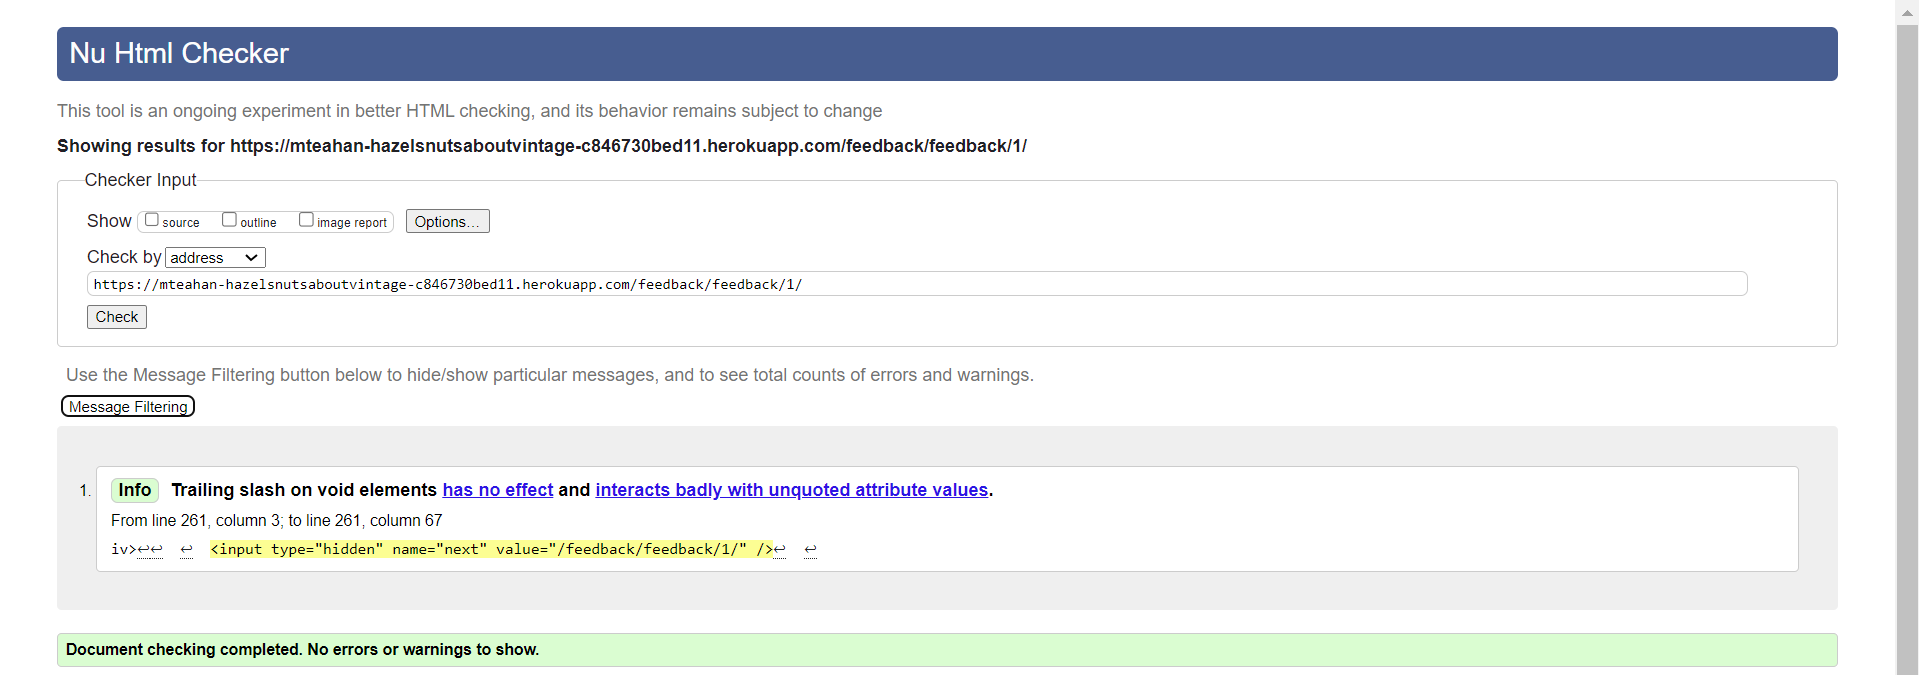 Nu Html Checker
This tool is an ongoing experiment in better HTML checking, and its behavior remains subject to change
Showing results for https://mteahan-hazelsnutsaboutvintage-c846730bed11.herokuapp.com/feedback/feedback/1/
Checker Input
Show source outline image report Options...
Check by address
https://mteahan-hazelsnutsaboutvintage-c846730bed11.herokuapp.com/feedback/feedback/1/
Check
Use the Message Filtering button below to hide/show particular messages, and to see total counts of errors and warnings.
Message Filtering
1. Info Trailing slash on void elements has no effect and interacts badly with unquoted attribute values.
From line 261, column 3; to line 261, column 67
iv>↩↩ ↩ <input type="hidden" name="next" value="/feedback/feedback/1/" />↩ ↩
Document checking completed. No errors or warnings to show.